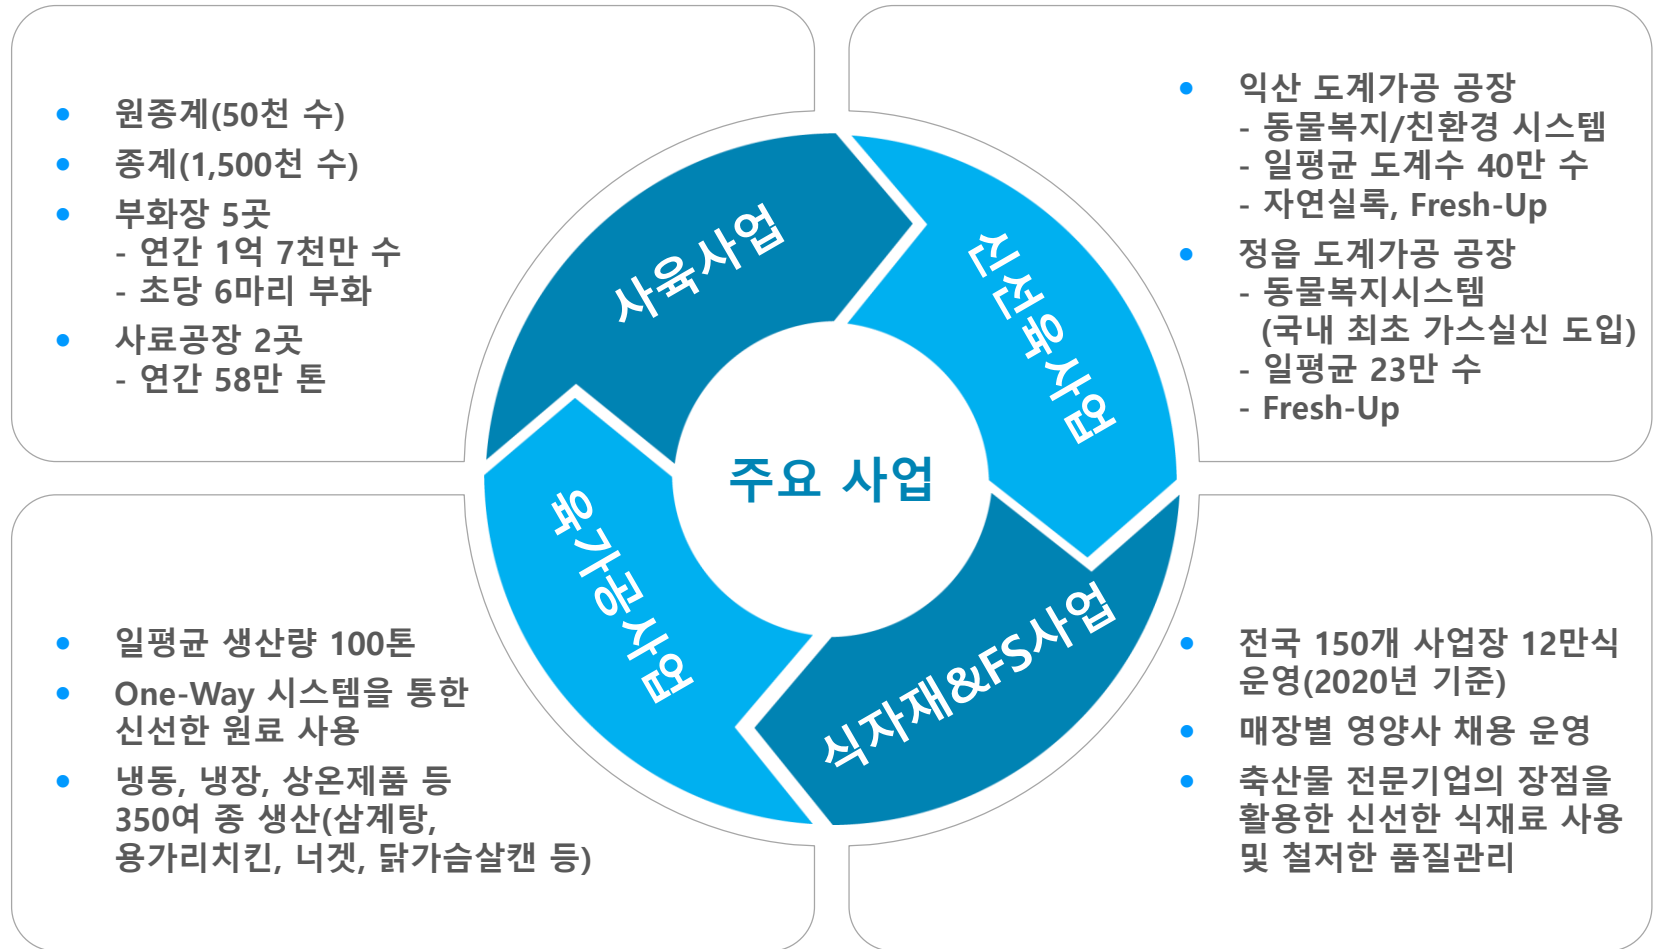 원종계(50천 수)
종계(1,500천 수)
부화장 5곳
- 연간 1억 7천만 수
- 초당 6마리 부화
사료공장 2곳
- 연간 58만 톤
익산 도계가공 공장
- 동물복지/친환경 시스템
- 일평균 도계수 40만 수
- 자연실록, Fresh-Up
정읍 도계가공 공장
- 동물복지시스템
(국내 최초 가스실신 도입)
- 일평균 23만 수
- Fresh-Up
사육사업
신선육사업
주요 사업
육가공사업
식자재&FS사업
일평균 생산량 100톤
One-Way 시스템을 통한
신선한 원료 사용
냉동, 냉장, 상온제품 등
350여 종 생산(삼계탕,
용가리치킨, 너겟, 닭가슴살캔 등)
전국 150개 사업장 12만식
운영(2020년 기준)
매장별 영양사 채용 운영
축산물 전문기업의 장점을
활용한 신선한 식재료 사용
및 철저한 품질관리